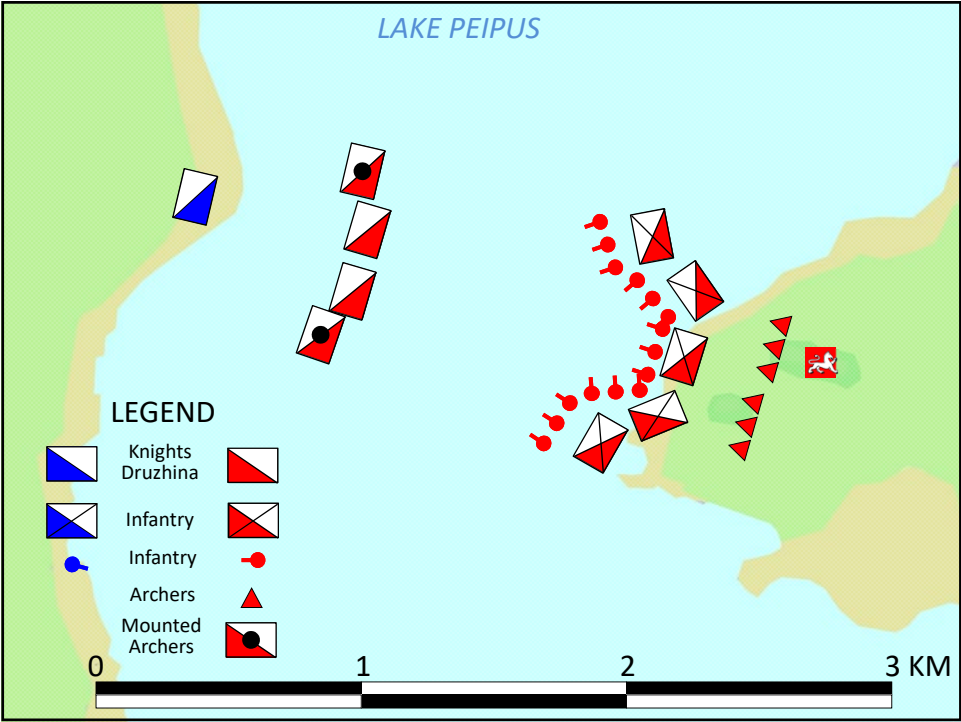 LAKE PEIPUS
LEGEND
Knights
Druzhina
Infantry
Infantry
Archers
Mounted
Archers
0 1 2 3 KM